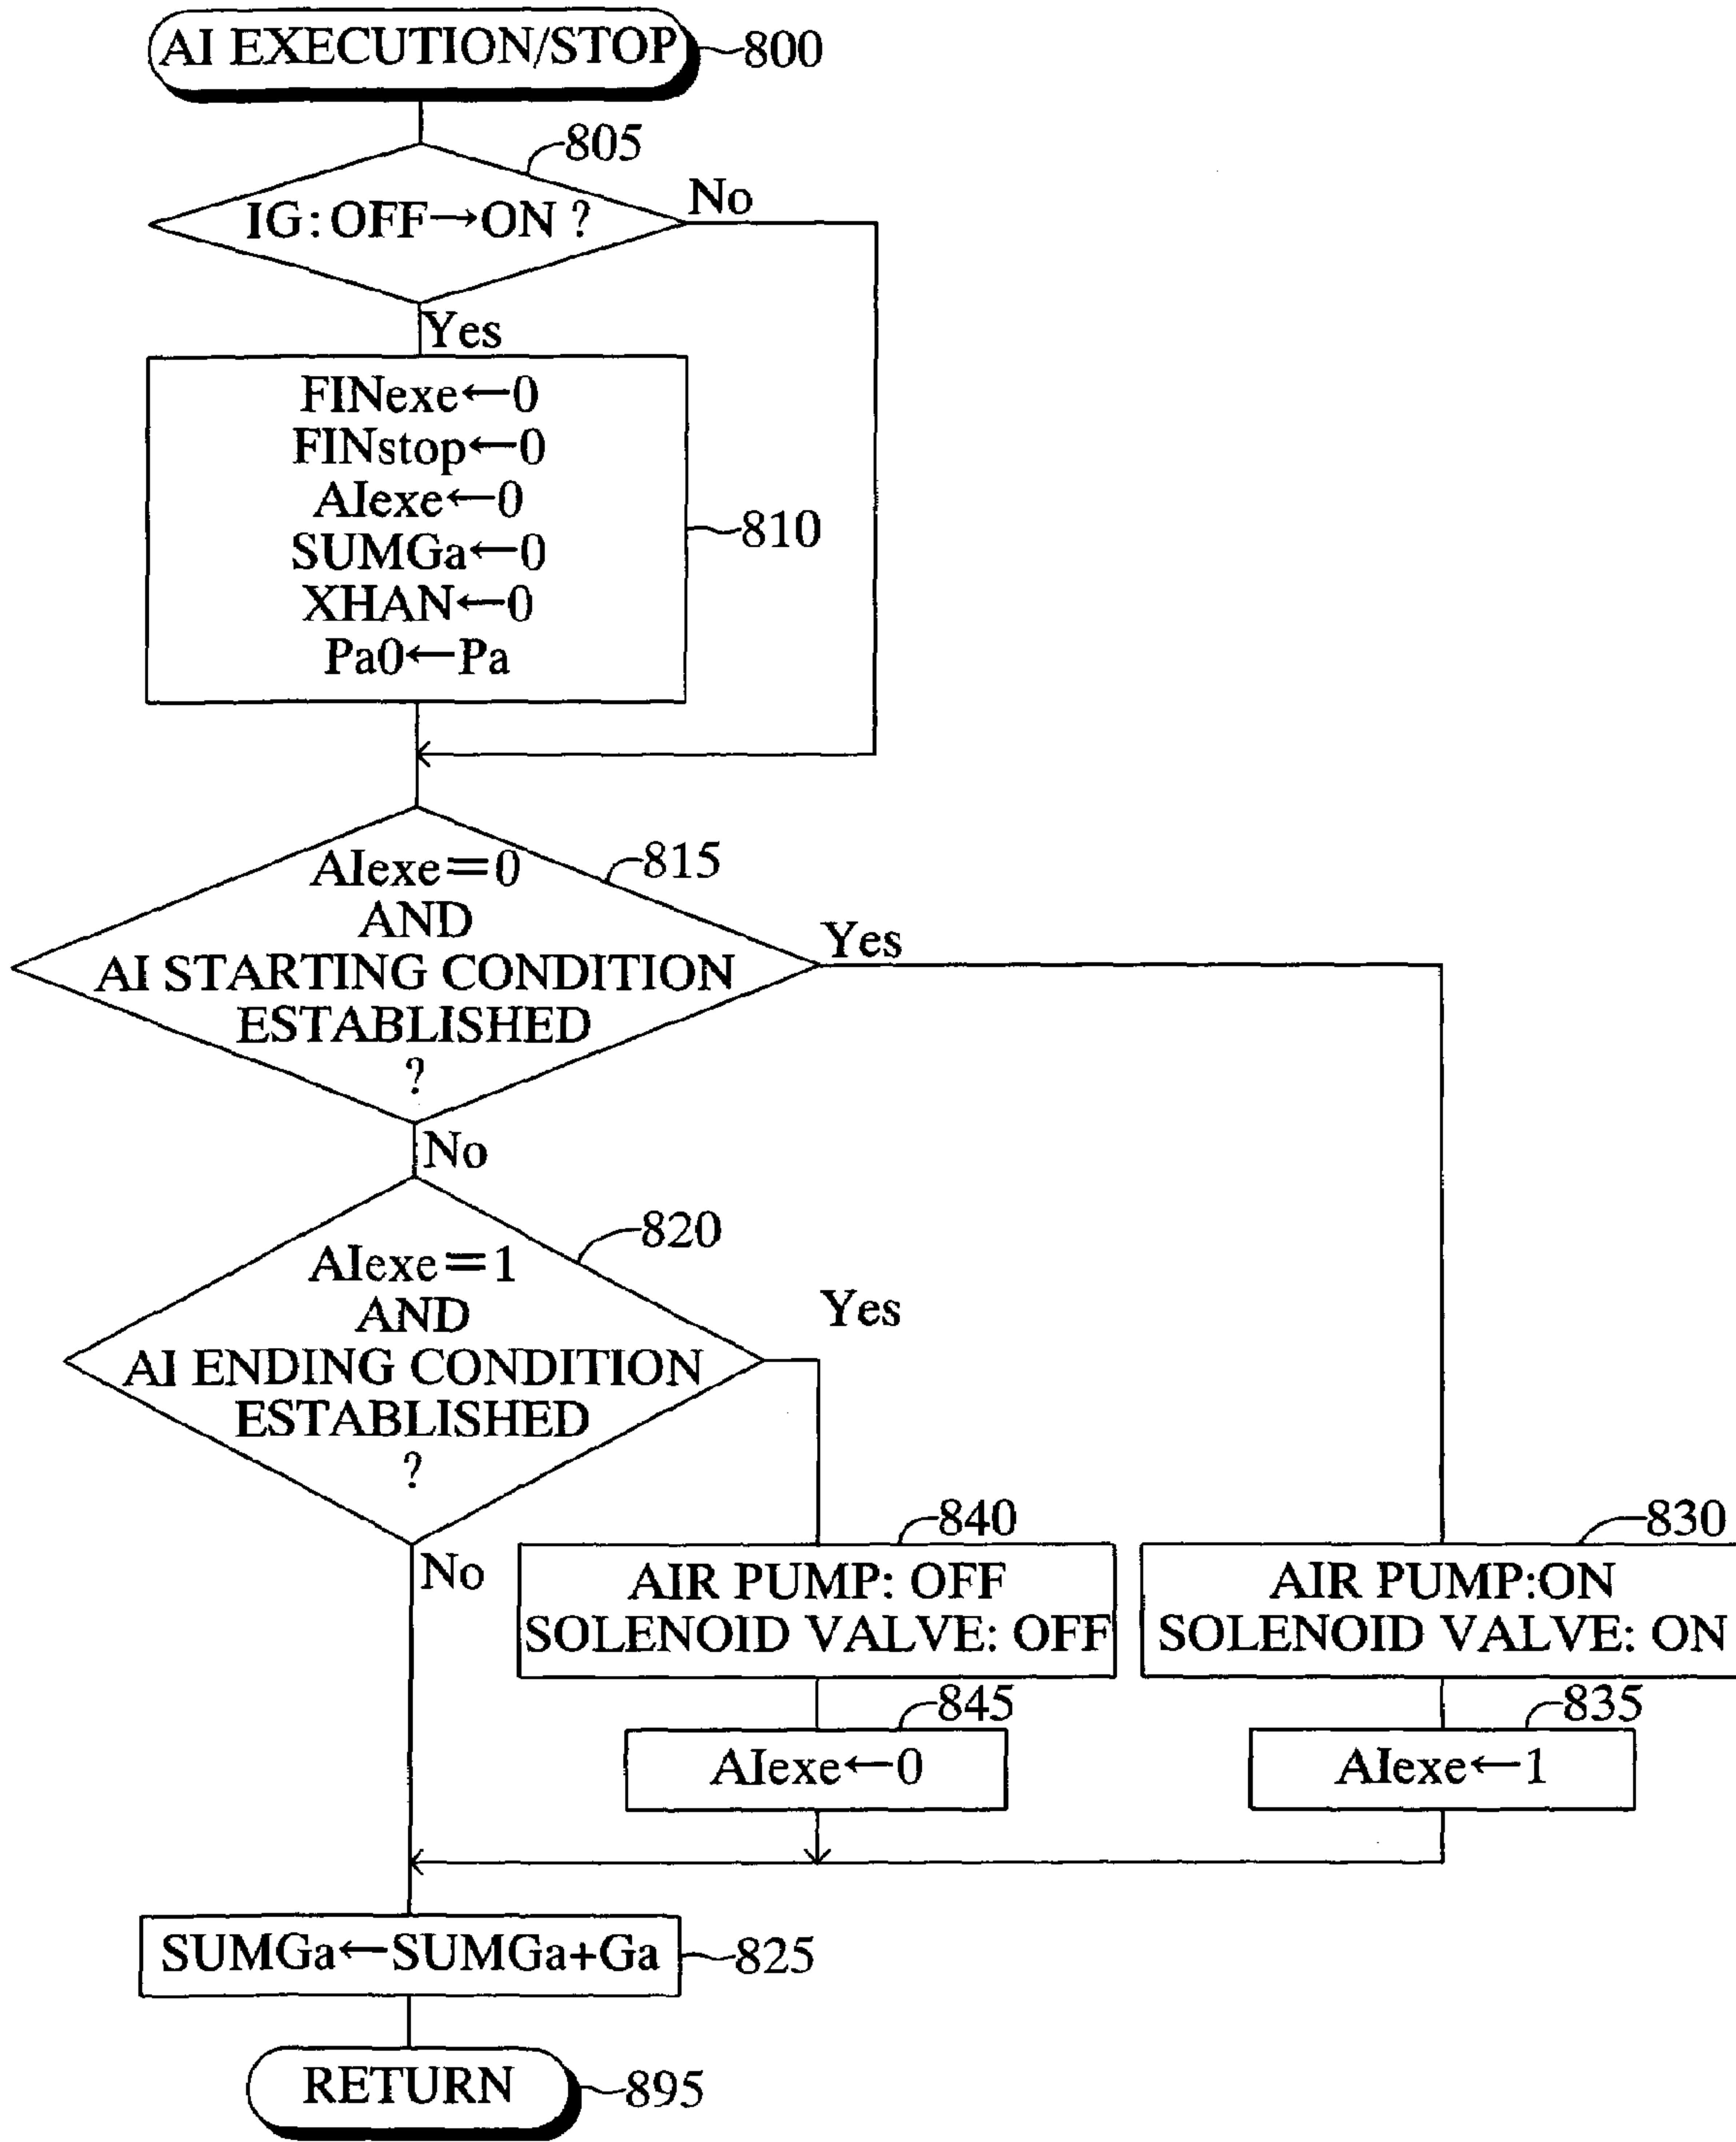 AI EXECUTION/STOP
800
805
IG:OFF→ON ?
No
Yes
FINexe←0
FINstop←0
AIexe←0
SUMGa←0
XHAN←0
Pa0←Pa
810
AIexe=0
AND
AI STARTING CONDITION
ESTABLISHED
?
815
Yes
No
820
AIexe=1
AND
AI ENDING CONDITION
ESTABLISHED
?
Yes
No
840
AIR PUMP: OFF
SOLENOID VALVE: OFF
830
AIR PUMP:ON
SOLENOID VALVE: ON
845
AIexe←0
835
AIexe←1
SUMGa←SUMGa+Ga
825
RETURN
895